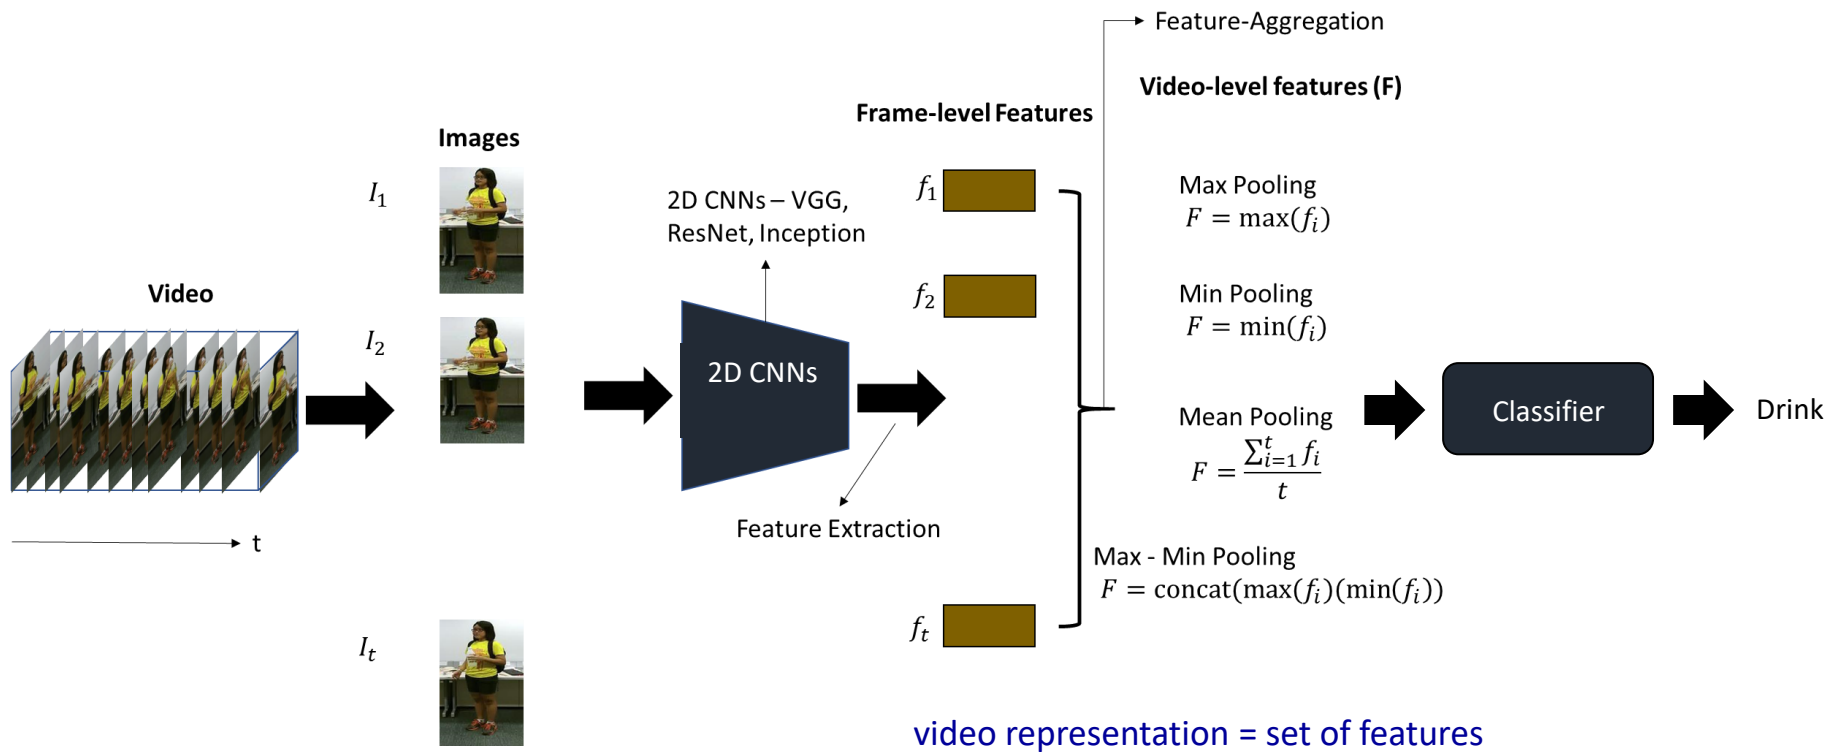 Feature-Aggregation
Video-level features (F)
Frame-level Features
Images
I_1
2D CNNs – VGG,
ResNet, Inception
f_1
Max Pooling
F = max(f_i)
Video
I_2
f_2
Min Pooling
F = min(f_i)
2D CNNs
Mean Pooling
F = \frac{\sum_{i=1}^{t} f_i}{t}
Classifier
Drink
Feature Extraction
t
Max - Min Pooling
F = concat(max(f_i)(min(f_i))
I_t
f_t
video representation = set of features